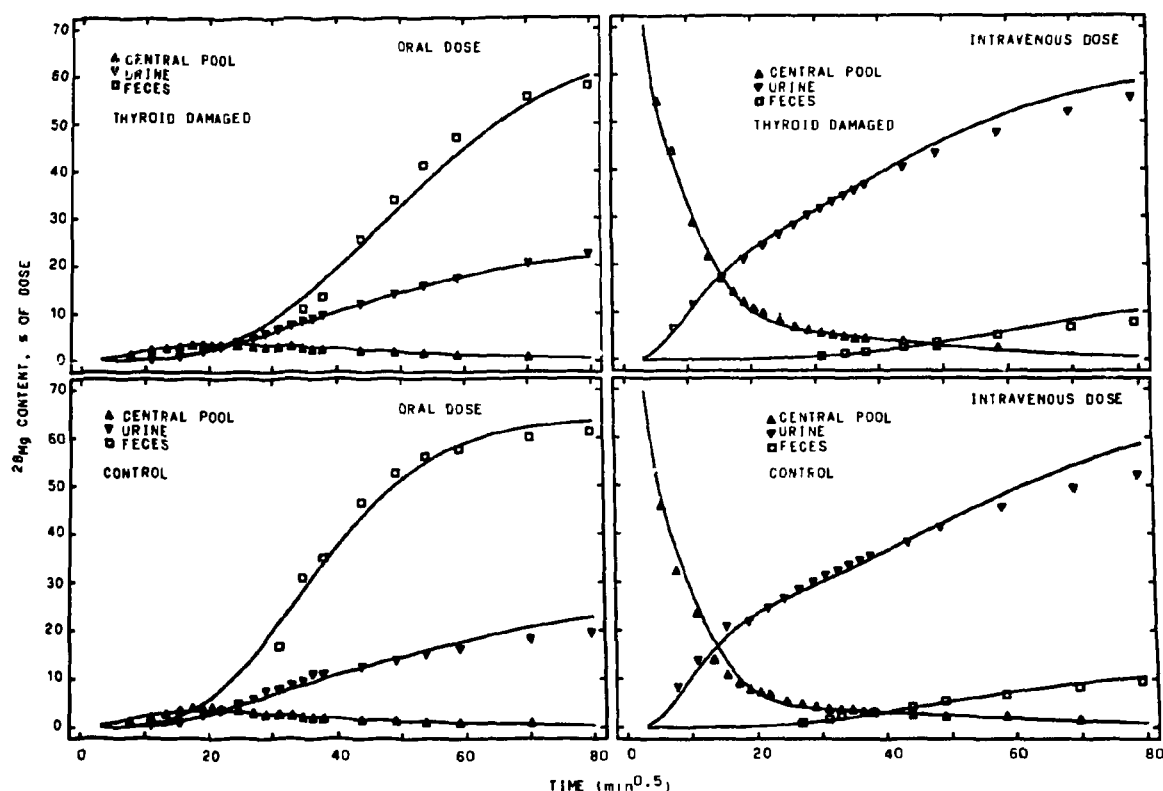 70
60
50
40
30
20
10
0
ORAL DOSE
CENTRAL POOL
URINE
FECES
THYROID DAMAGED
INTRAVENOUS DOSE
CENTRAL POOL
URINE
FECES
THYROID DAMAGED
28Mg CONTENT, % OF DOSE
70
60
50
40
30
20
10
0
ORAL DOSE
CENTRAL POOL
URINE
FECES
CONTROL
INTRAVENOUS DOSE
CENTRAL POOL
URINE
FECES
CONTROL
0 20 40 60 80 0 20 40 60 80
TIME (min0.5)